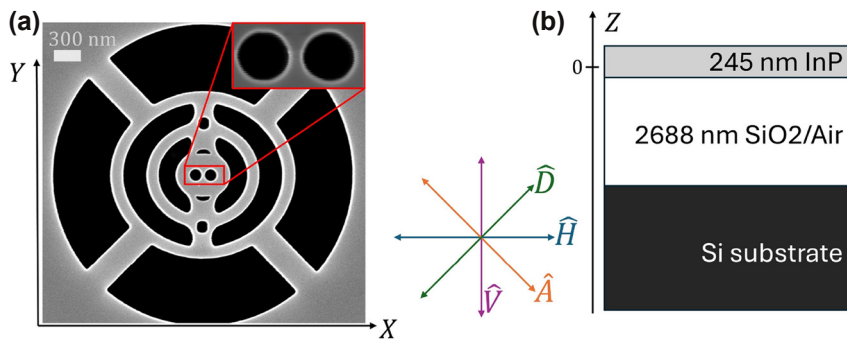 (a)
300 nm
Y
X
D̂
Ĥ
Â
V̂
(b)
Z
0
245 nm InP
2688 nm SiO2/Air
Si substrate